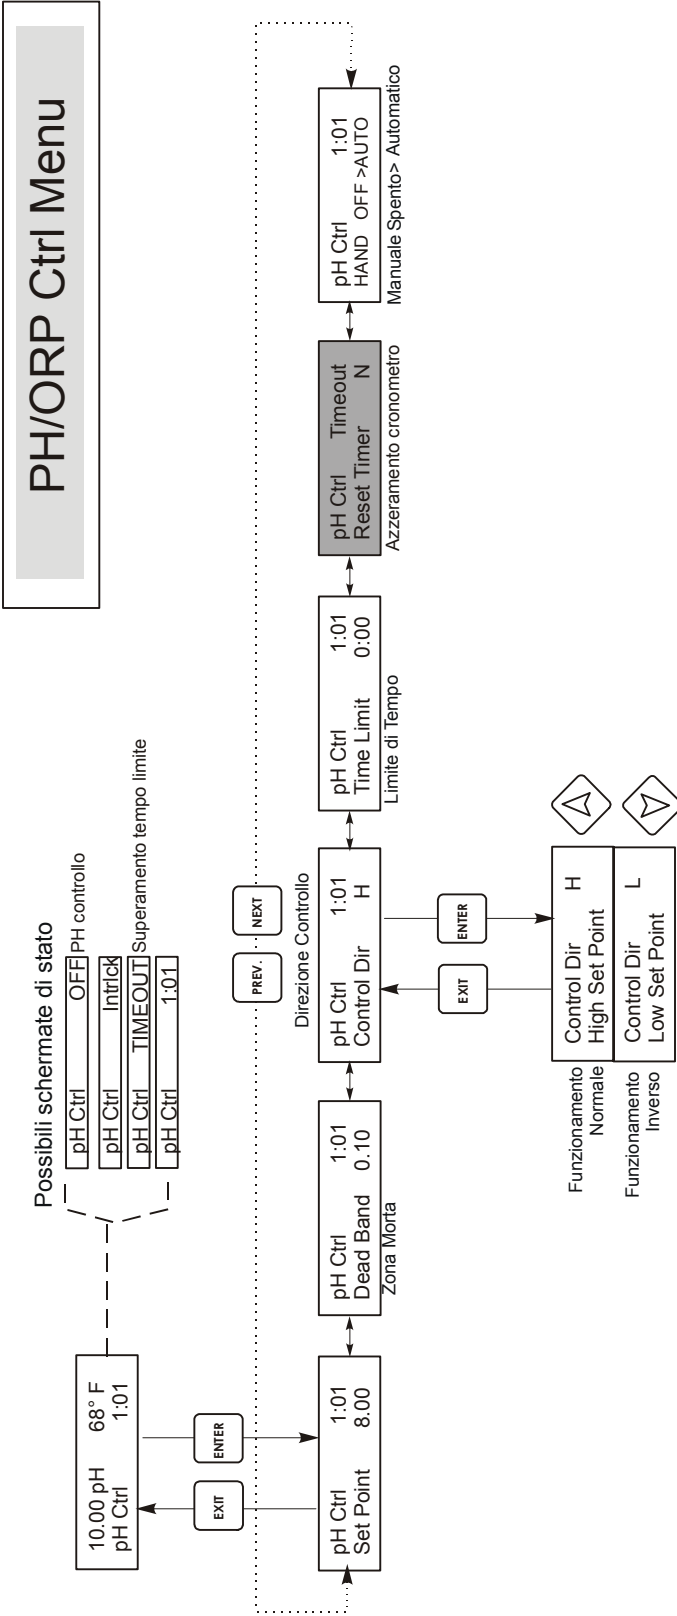 PH/ORP Ctrl Menu
Possibili schermate di stato
pH Ctrl OFF PH controllo
pH Ctrl Intrlck
pH Ctrl TIMEOUT Superamento tempo limite
pH Ctrl 1:01
10.00 pH 68° F
pH Ctrl 1:01
EXIT ENTER
PREV. NEXT
pH Ctrl 1:01
Set Point 8.00
pH Ctrl 1:01
Dead Band 0.10
Zona Morta
Direzione Controllo
pH Ctrl 1:01
Control Dir H
pH Ctrl 1:01
Time Limit 0:00
Limite di Tempo
pH Ctrl Timeout
Reset Timer N
Azzeramento cronometro
pH Ctrl 1:01
HAND OFF >AUTO
Manuale Spento> Automatico
EXIT ENTER
Funzionamento
Normale
Control Dir H
High Set Point
Funzionamento
Inverso
Control Dir L
Low Set Point